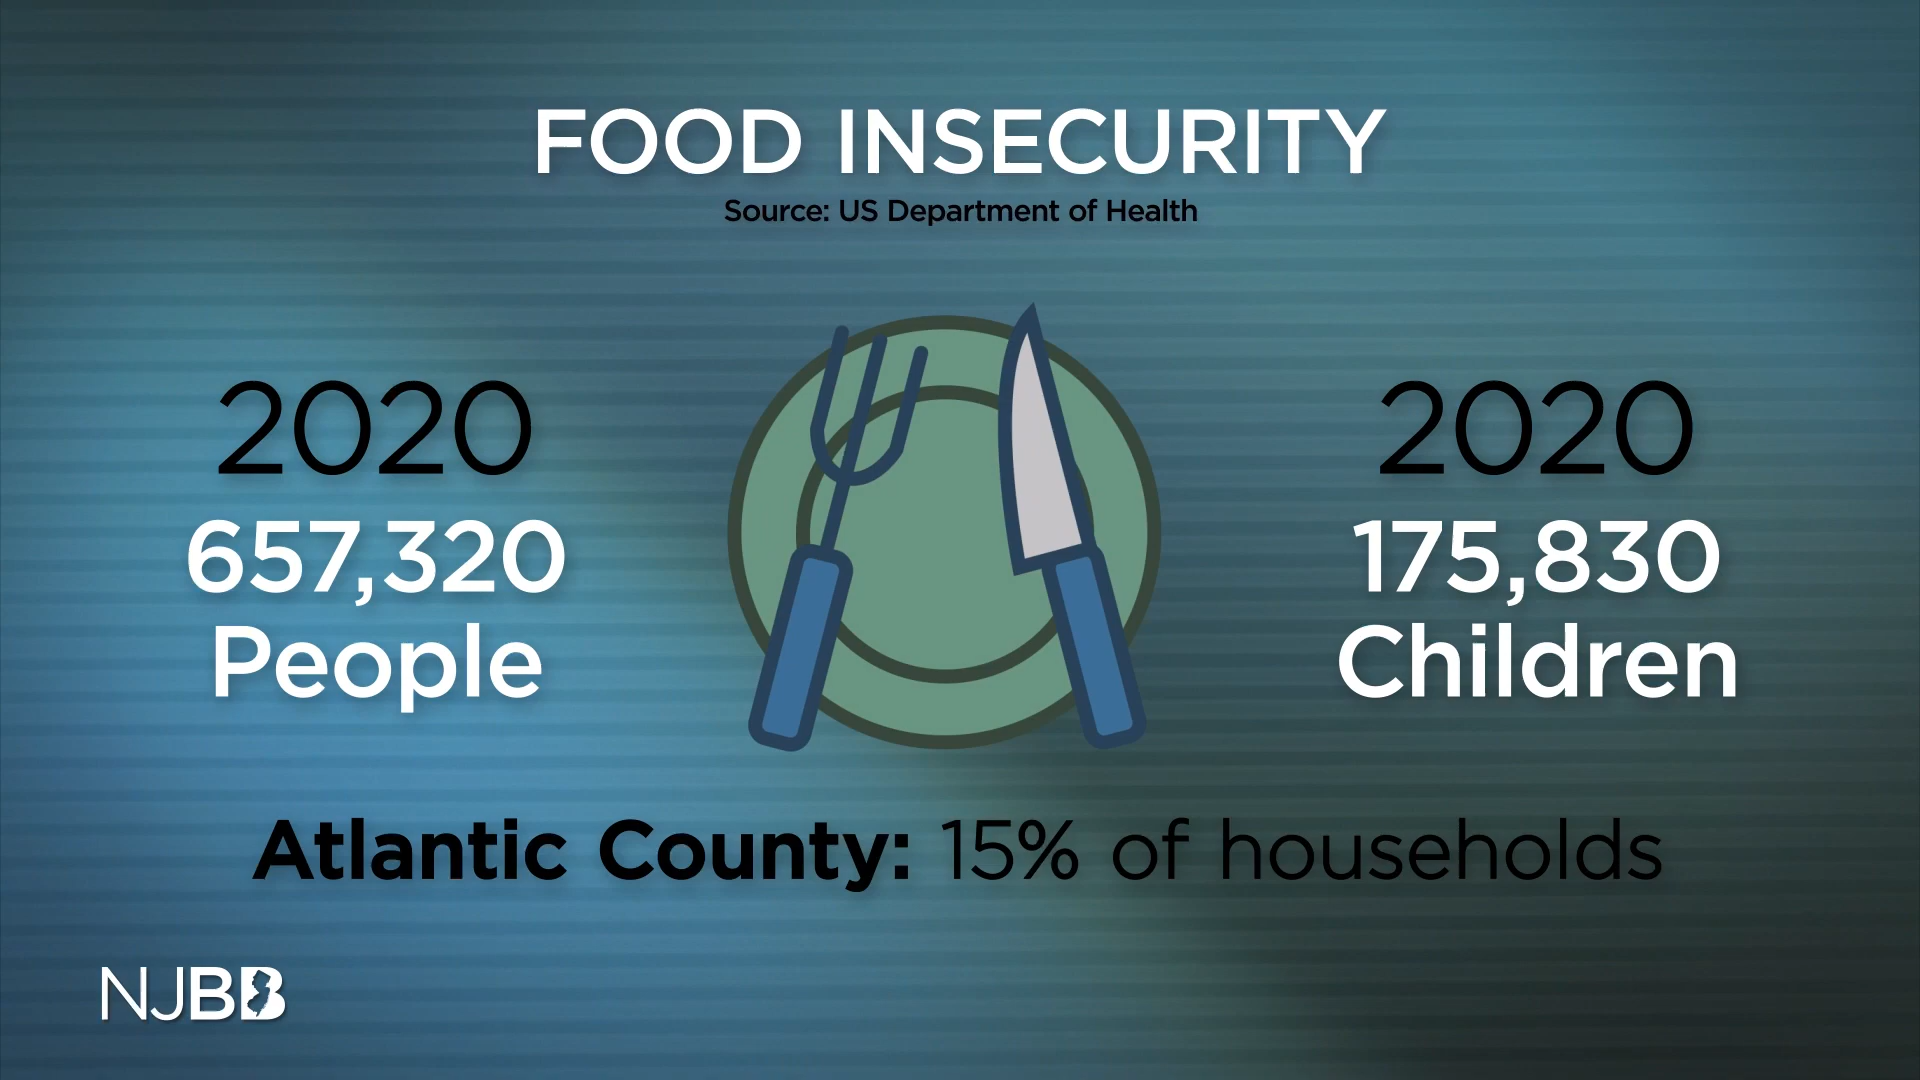 FOOD INSECURITY
Source: US Department of Health
2020
657,320
People
2020
175,830
Children
Atlantic County: 15% of households
NJBB